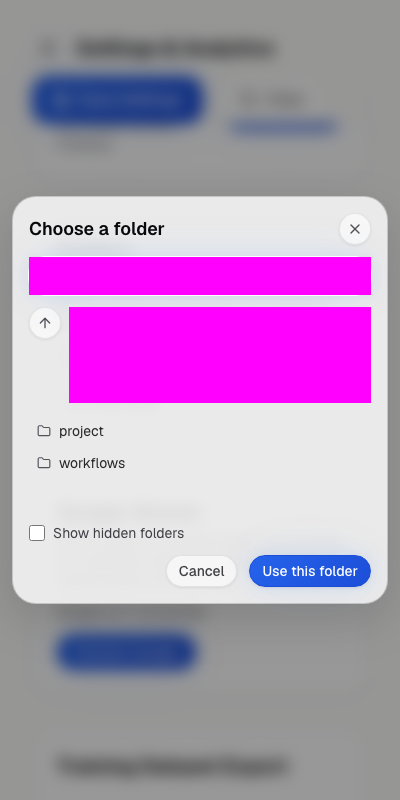 Choose a folder
project
workflows
Show hidden folders
Cancel
Use this folder